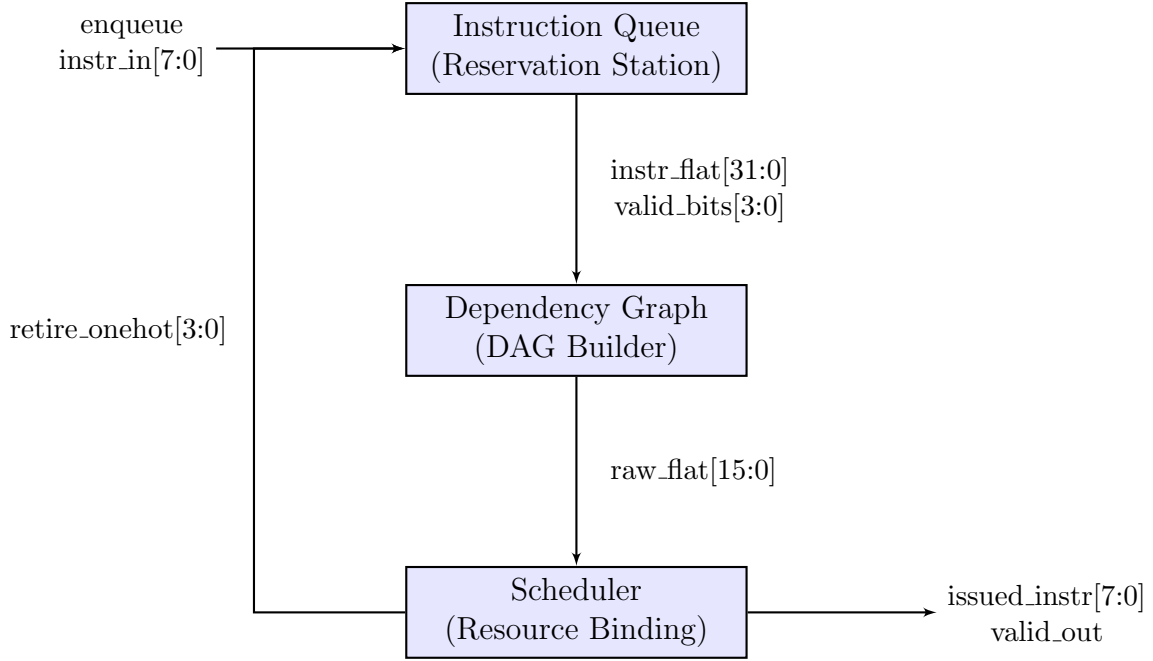 enqueue
instr_in[7:0]
Instruction Queue
(Reservation Station)
instr_flat[31:0]
valid_bits[3:0]
Dependency Graph
(DAG Builder)
retire_onehot[3:0]
raw_flat[15:0]
Scheduler
(Resource Binding)
issued_instr[7:0]
valid_out